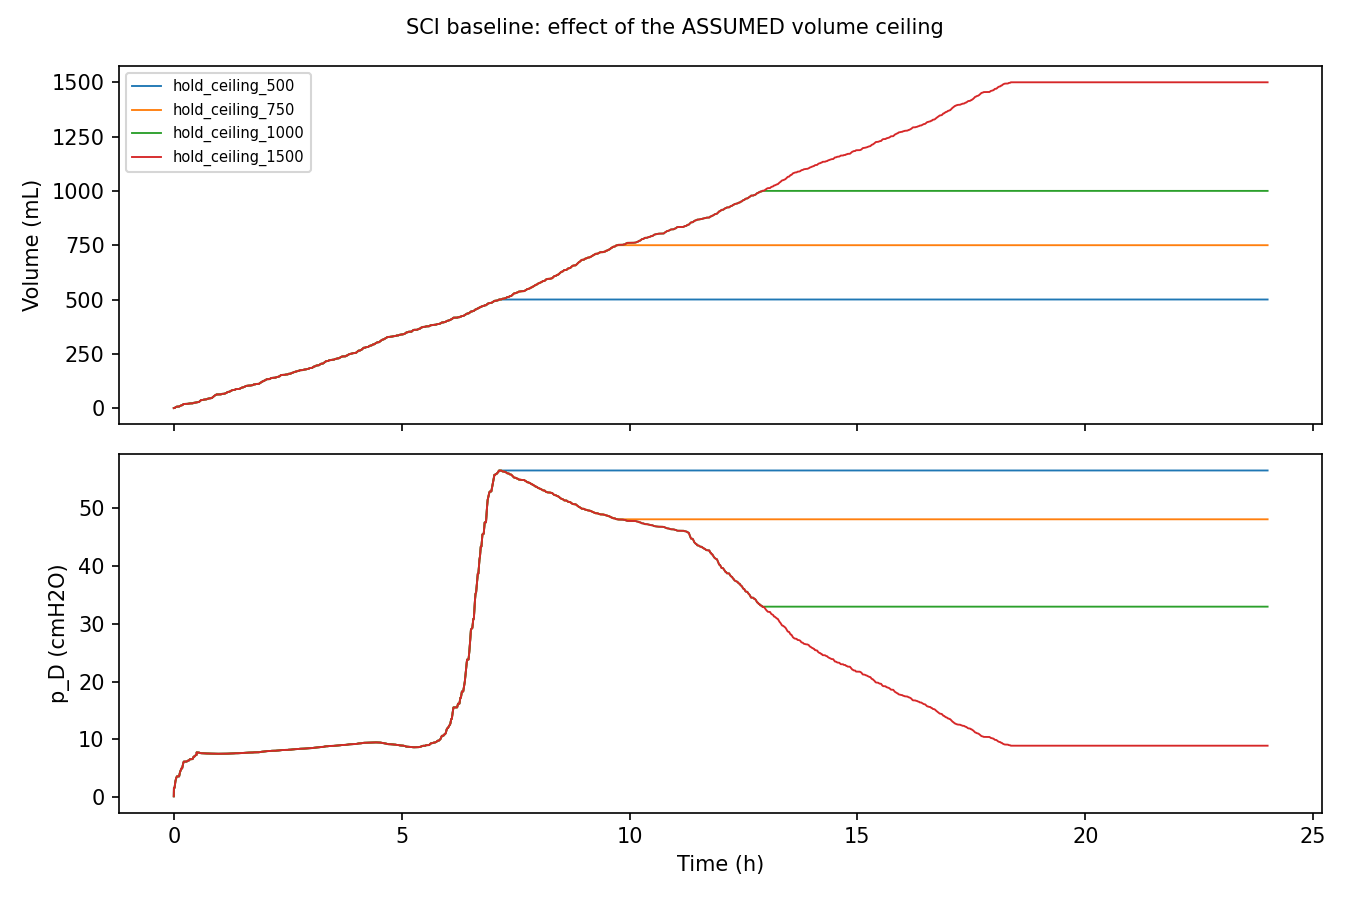 SCI baseline: effect of the ASSUMED volume ceiling
Volume (mL)
1500
1250
1000
750
500
250
0
hold_ceiling_500
hold_ceiling_750
hold_ceiling_1000
hold_ceiling_1500
p_D (cmH2O)
50
40
30
20
10
0
0 5 10 15 20 25
Time (h)